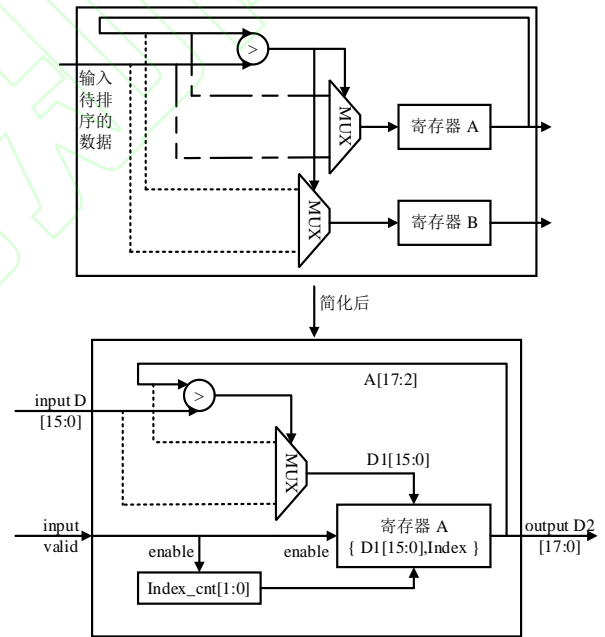 >
输入
待排
序的
数据
MUX
寄存器 A
MUX
寄存器 B
简化后
A[17:2]
input D
[15:0]
>
MUX
D1[15:0]
input
valid
enable
enable
寄存器 A
{ D1[15:0],Index }
output D2
[17:0]
Index_cnt[1:0]